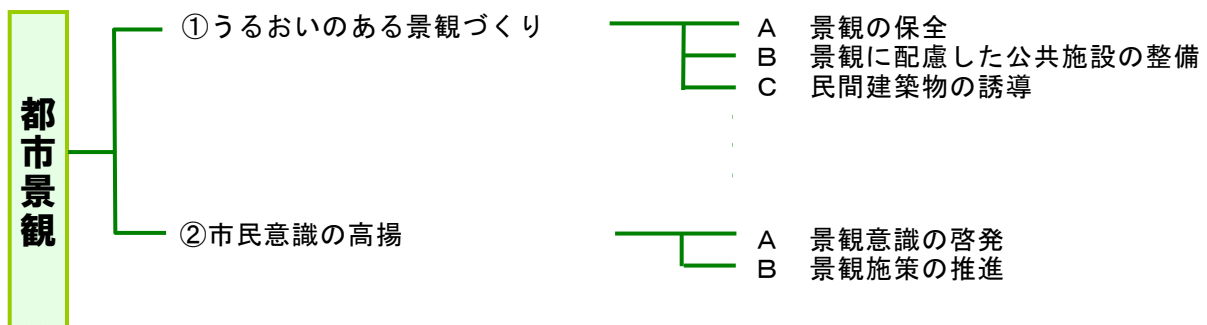 都市景観
①うるおいのある景観づくり
A 景観の保全
B 景観に配慮した公共施設の整備
C 民間建築物の誘導
②市民意識の高揚
A 景観意識の啓発
B 景観施策の推進